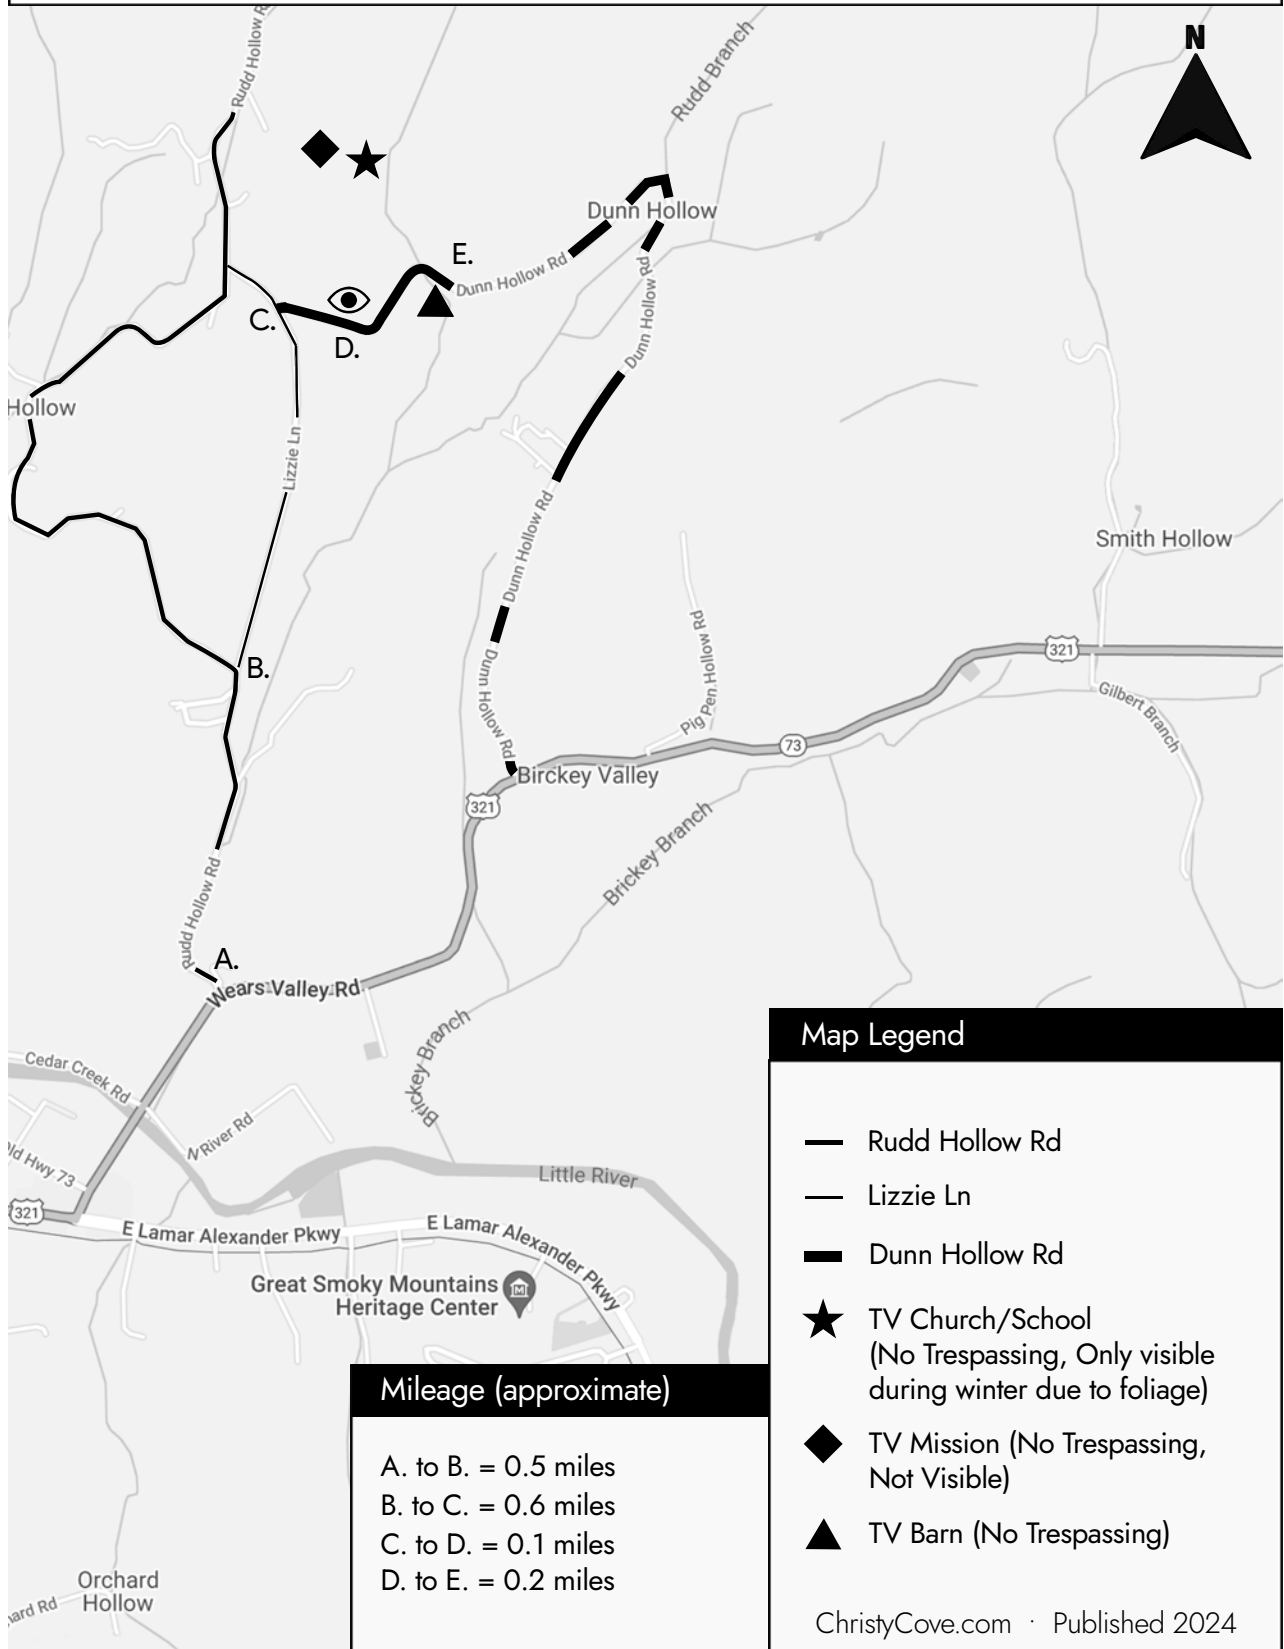 Rudd Hollow R
Rudd Branch
N
Dunn Hollow
E.
Dunn Hollow Rd
Dunn Hollow Rd
C.
D.
Hollow
Lizzie Ln
Dunn Hollow Rd
Smith Hollow
Pig Pen Hollow Rd
321
B.
Dunn Hollow Rd
Gilbert Branch
73
Birckey Valley
321
Brickey Branch
Rudd Hollow Rd
A.
Wears Valley Rd
Brickey Branch
Cedar Creek Rd
N River Rd
Old Hwy 73
Little River
321
E Lamar Alexander Pkwy
E Lamar Alexander Pkwy
Great Smoky Mountains
Heritage Center
M
Orchard
Hollow
hard Rd
Mileage (approximate)
A. to B. = 0.5 miles
B. to C. = 0.6 miles
C. to D. = 0.1 miles
D. to E. = 0.2 miles
Map Legend
Rudd Hollow Rd
Lizzie Ln
Dunn Hollow Rd
TV Church/School
(No Trespassing, Only visible
during winter due to foliage)
TV Mission (No Trespassing,
Not Visible)
TV Barn (No Trespassing)
ChristyCove.com · Published 2024